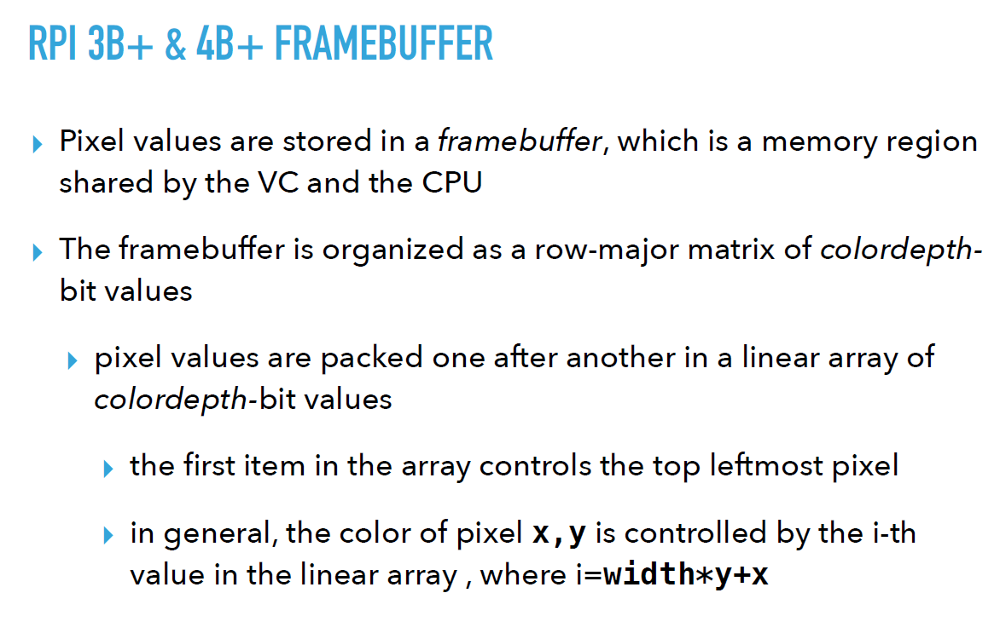 RPI 3B+ & 4B+ FRAMEBUFFER
Pixel values are stored in a framebuffer, which is a memory region
shared by the VC and the CPU
The framebuffer is organized as a row-major matrix of colordepth-
bit values
pixel values are packed one after another in a linear array of
colordepth-bit values
the first item in the array controls the top leftmost pixel
in general, the color of pixel x,y is controlled by the i-th
value in the linear array , where i=width*y+x